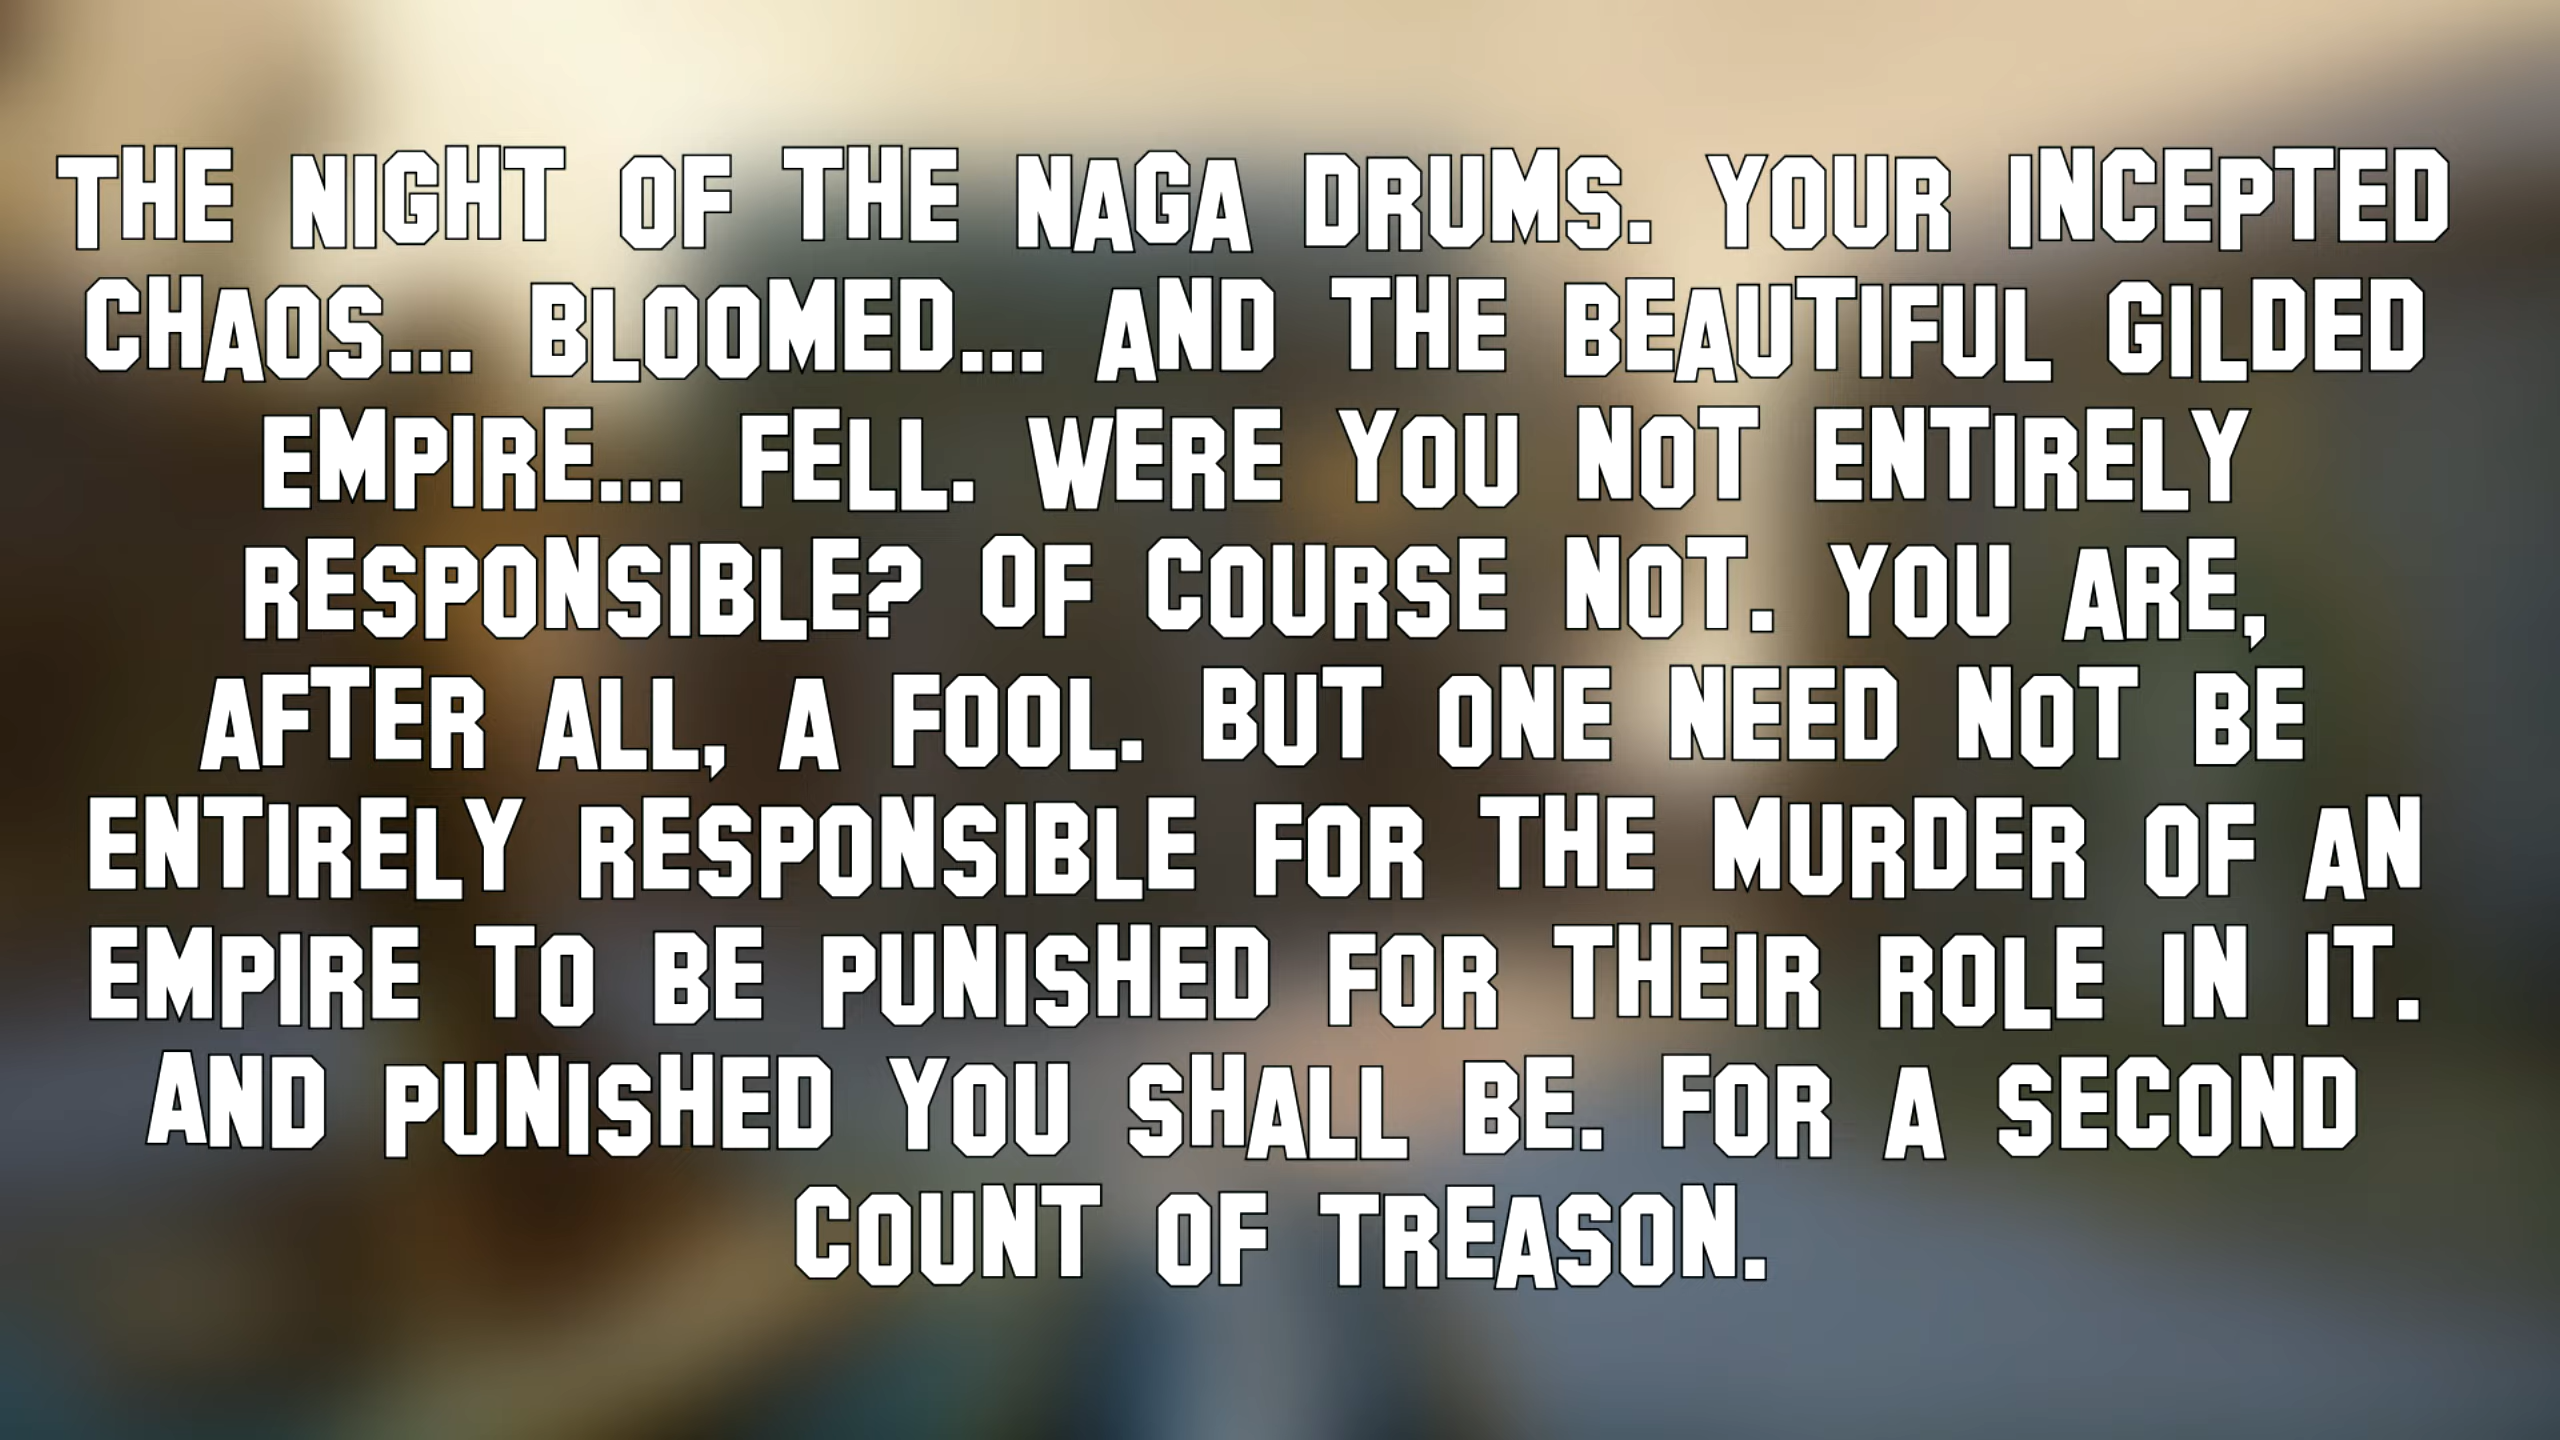 THE NIGHT OF THE NAGA DRUMS. YOUR INCEPTED
CHAOS... BLOOMED... AND THE BEAUTIFUL GILDED
EMPIRE... FELL. WERE YOU NOT ENTIRELY
RESPONSIBLE? OF COURSE NOT. YOU ARE,
AFTER ALL, A FOOL. BUT ONE NEED NOT BE
ENTIRELY RESPONSIBLE FOR THE MURDER OF AN
EMPIRE TO BE PUNISHED FOR THEIR ROLE IN IT.
AND PUNISHED YOU SHALL BE. FOR A SECOND
COUNT OF TREASON.